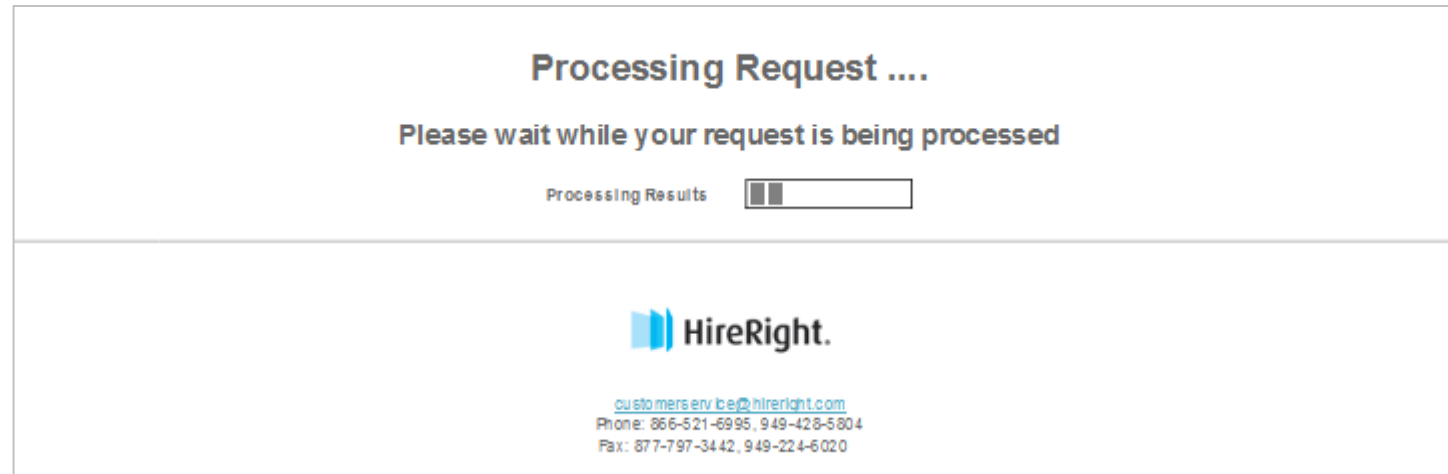 Processing Request ....
Please wait while your request is being processed
Processing Results
HireRight.
customerservice@hireright.com
Phone: 866-521-6995, 949-428-5804
Fax: 877-797-3442, 949-224-6020